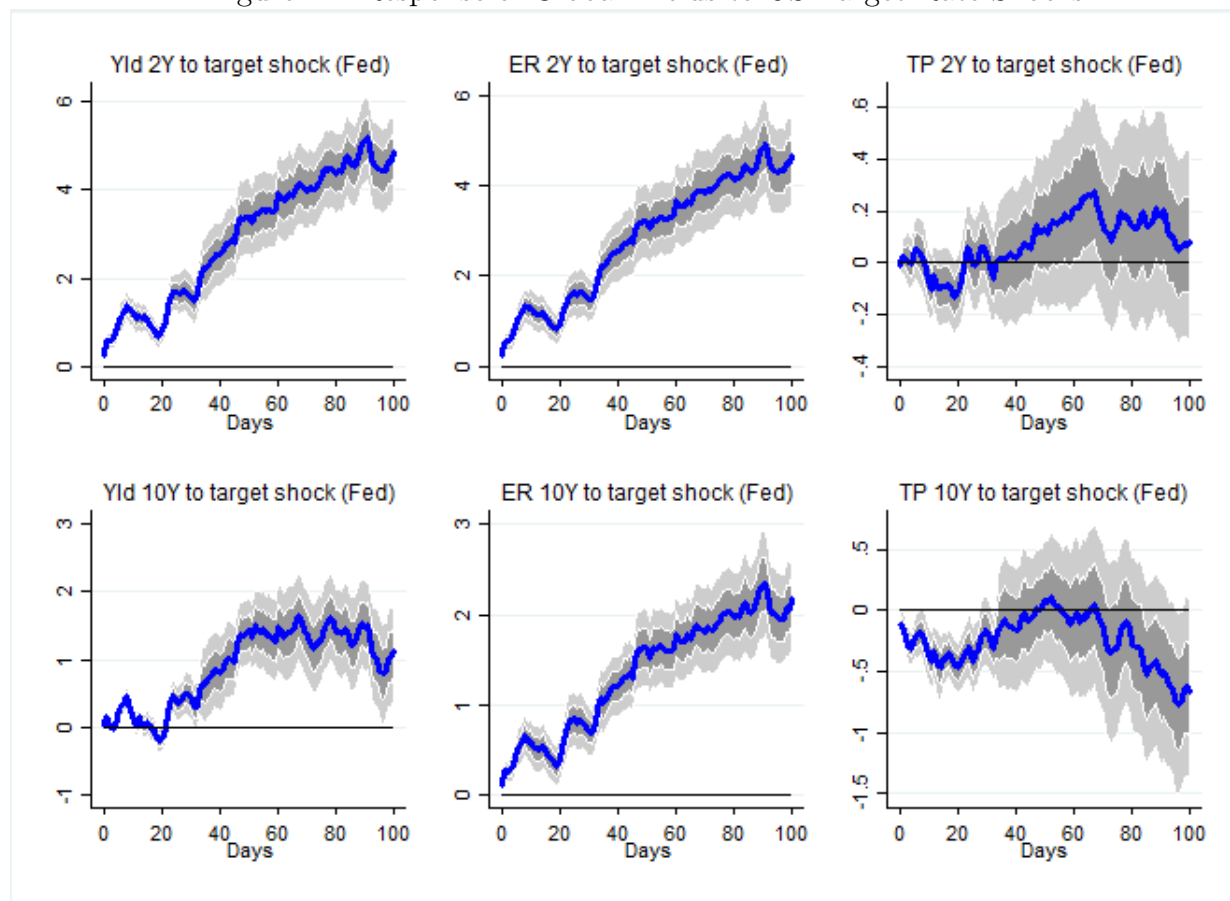 Yld 2Y to target shock (Fed)
6
4
2
0
0 20 40 60 80 100
Days
ER 2Y to target shock (Fed)
6
4
2
0
0 20 40 60 80 100
Days
TP 2Y to target shock (Fed)
.6
.4
.2
0
-.2
-.4
0 20 40 60 80 100
Days
Yld 10Y to target shock (Fed)
3
2
1
0
-1
0 20 40 60 80 100
Days
ER 10Y to target shock (Fed)
3
2
1
0
0 20 40 60 80 100
Days
TP 10Y to target shock (Fed)
.5
0
-.5
-1
-1.5
0 20 40 60 80 100
Days